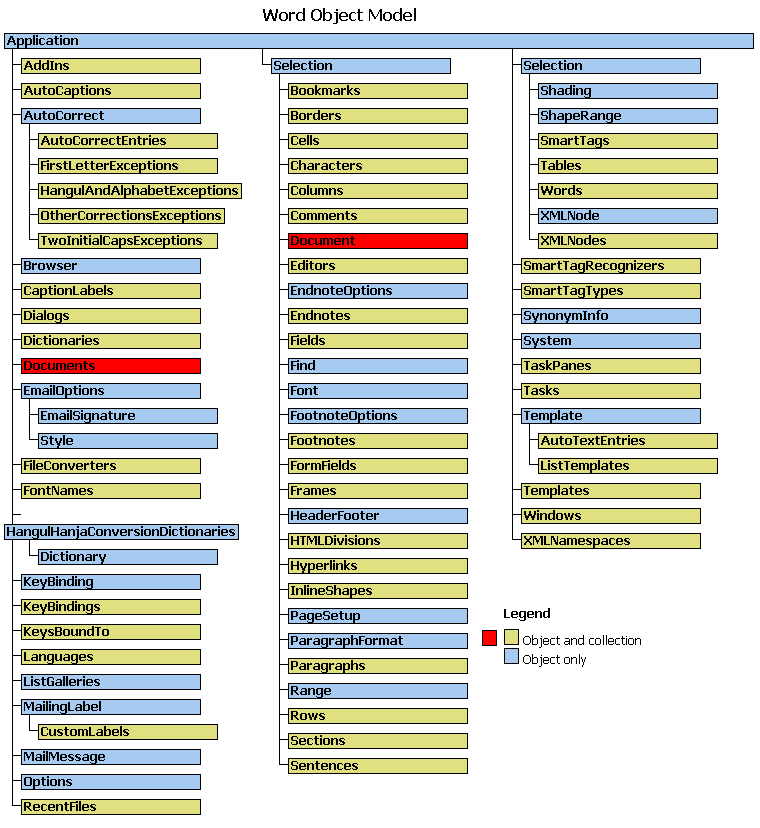 Word Object Model
Application
AddIns
AutoCaptions
AutoCorrect
AutoCorrectEntries
FirstLetterExceptions
HangulAndAlphabetExceptions
OtherCorrectionsExceptions
TwoInitialCapsExceptions
Browser
CaptionLabels
Dialogs
Dictionaries
Documents
EmailOptions
EmailSignature
Style
FileConverters
FontNames
HangulHanjaConversionDictionaries
Dictionary
KeyBinding
KeyBindings
KeysBoundTo
Languages
ListGalleries
MailingLabel
CustomLabels
MailMessage
Options
RecentFiles
Selection
Bookmarks
Borders
Cells
Characters
Columns
Comments
Document
Editors
EndnoteOptions
Endnotes
Fields
Find
Font
FootnoteOptions
Footnotes
FormFields
Frames
HeaderFooter
HTMLDivisions
Hyperlinks
InlineShapes
PageSetup
ParagraphFormat
Paragraphs
Range
Rows
Sections
Sentences
Selection
Shading
ShapeRange
SmartTags
Tables
Words
XMLNode
XMLNodes
SmartTagRecognizers
SmartTagTypes
SynonymInfo
System
TaskPanes
Tasks
Template
AutoTextEntries
ListTemplates
Templates
Windows
XMLNamespaces
Legend
Object and collection
Object only